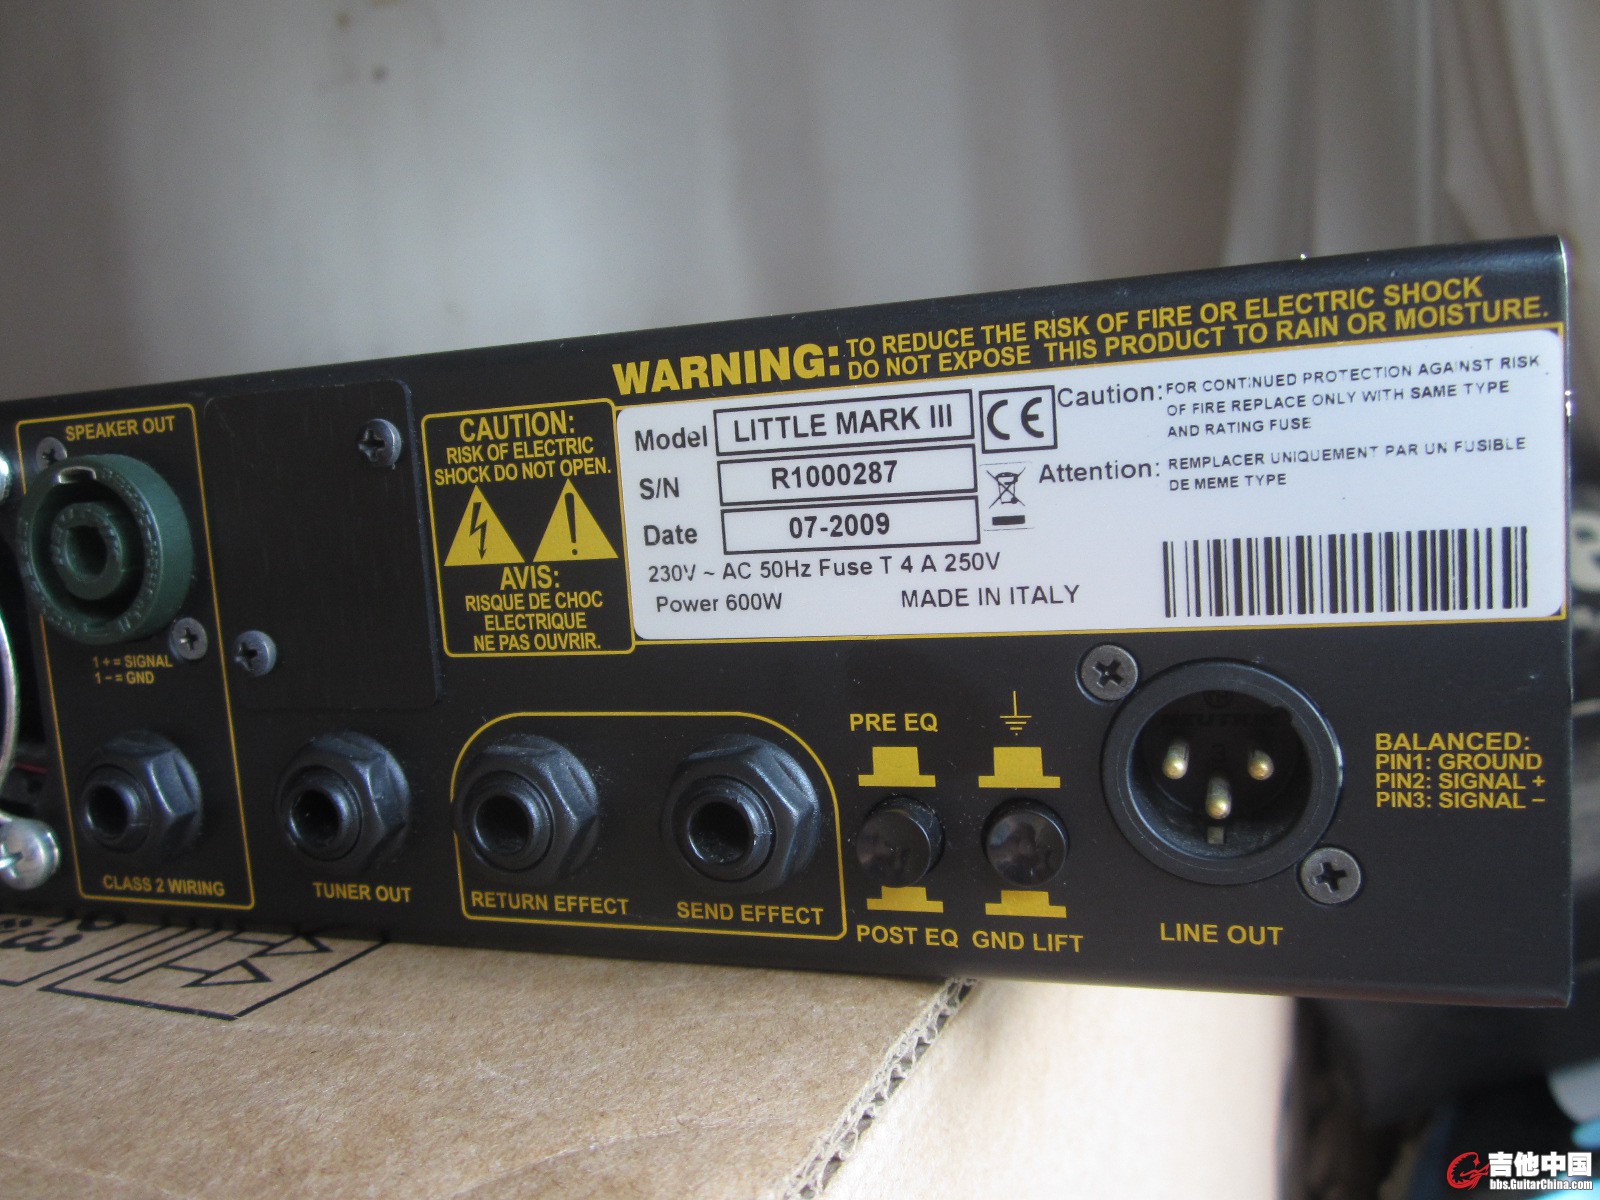 WARNING: TO REDUCE THE RISK OF FIRE OR ELECTRIC SHOCK
DO NOT EXPOSE THIS PRODUCT TO RAIN OR MOISTURE.
SPEAKER OUT
1 + = SIGNAL
1 – = GND
CLASS 2 WIRING
CAUTION:
RISK OF ELECTRIC
SHOCK DO NOT OPEN.
AVIS:
RISQUE DE CHOC
ELECTRIQUE
NE PAS OUVRIR.
Model LITTLE MARK III
S/N R1000287
Date 07-2009
230V ~ AC 50Hz Fuse T 4 A 250V
Power 600W MADE IN ITALY
CE
Caution: FOR CONTINUED PROTECTION AGAINST RISK
OF FIRE REPLACE ONLY WITH SAME TYPE
AND RATING FUSE
Attention: REMPLACER UNIQUEMENT PAR UN FUSIBLE
DE MEME TYPE
TUNER OUT
RETURN EFFECT
SEND EFFECT
PRE EQ
POST EQ
GND LIFT
NEUTRIK
LINE OUT
BALANCED:
PIN1: GROUND
PIN2: SIGNAL +
PIN3: SIGNAL –
吉他中国
bbs.GuitarChina.com